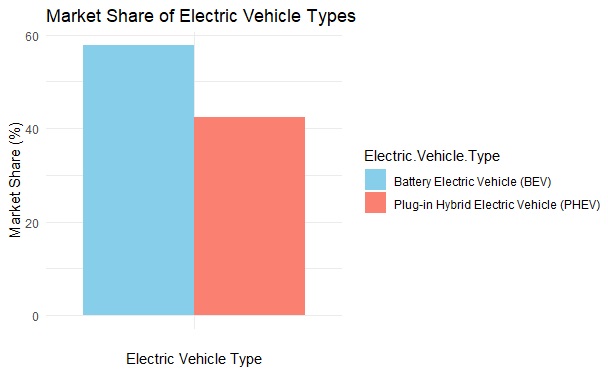 Market Share of Electric Vehicle Types
60
40
20
0
Market Share (%)
Electric Vehicle Type
Electric.Vehicle.Type
Battery Electric Vehicle (BEV)
Plug-in Hybrid Electric Vehicle (PHEV)